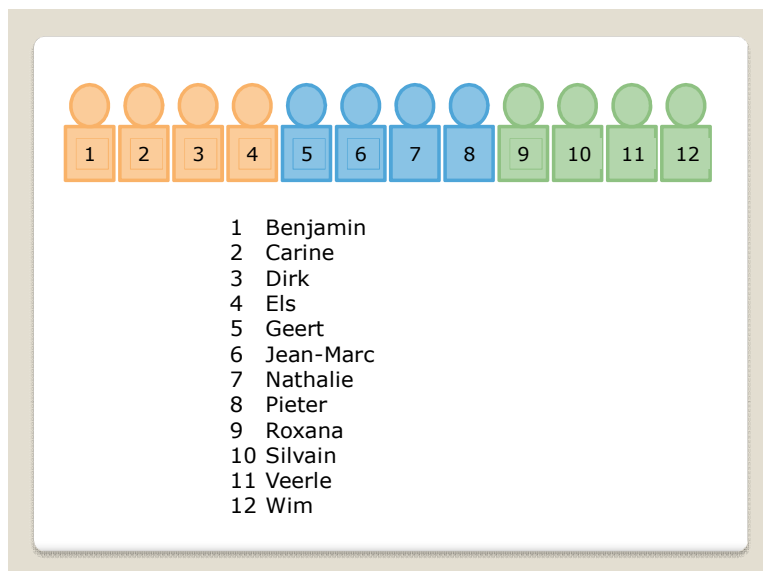 1 2 3 4 5 6 7 8 9 10 11 12
1 Benjamin
2 Carine
3 Dirk
4 Els
5 Geert
6 Jean-Marc
7 Nathalie
8 Pieter
9 Roxana
10 Silvain
11 Veerle
12 Wim